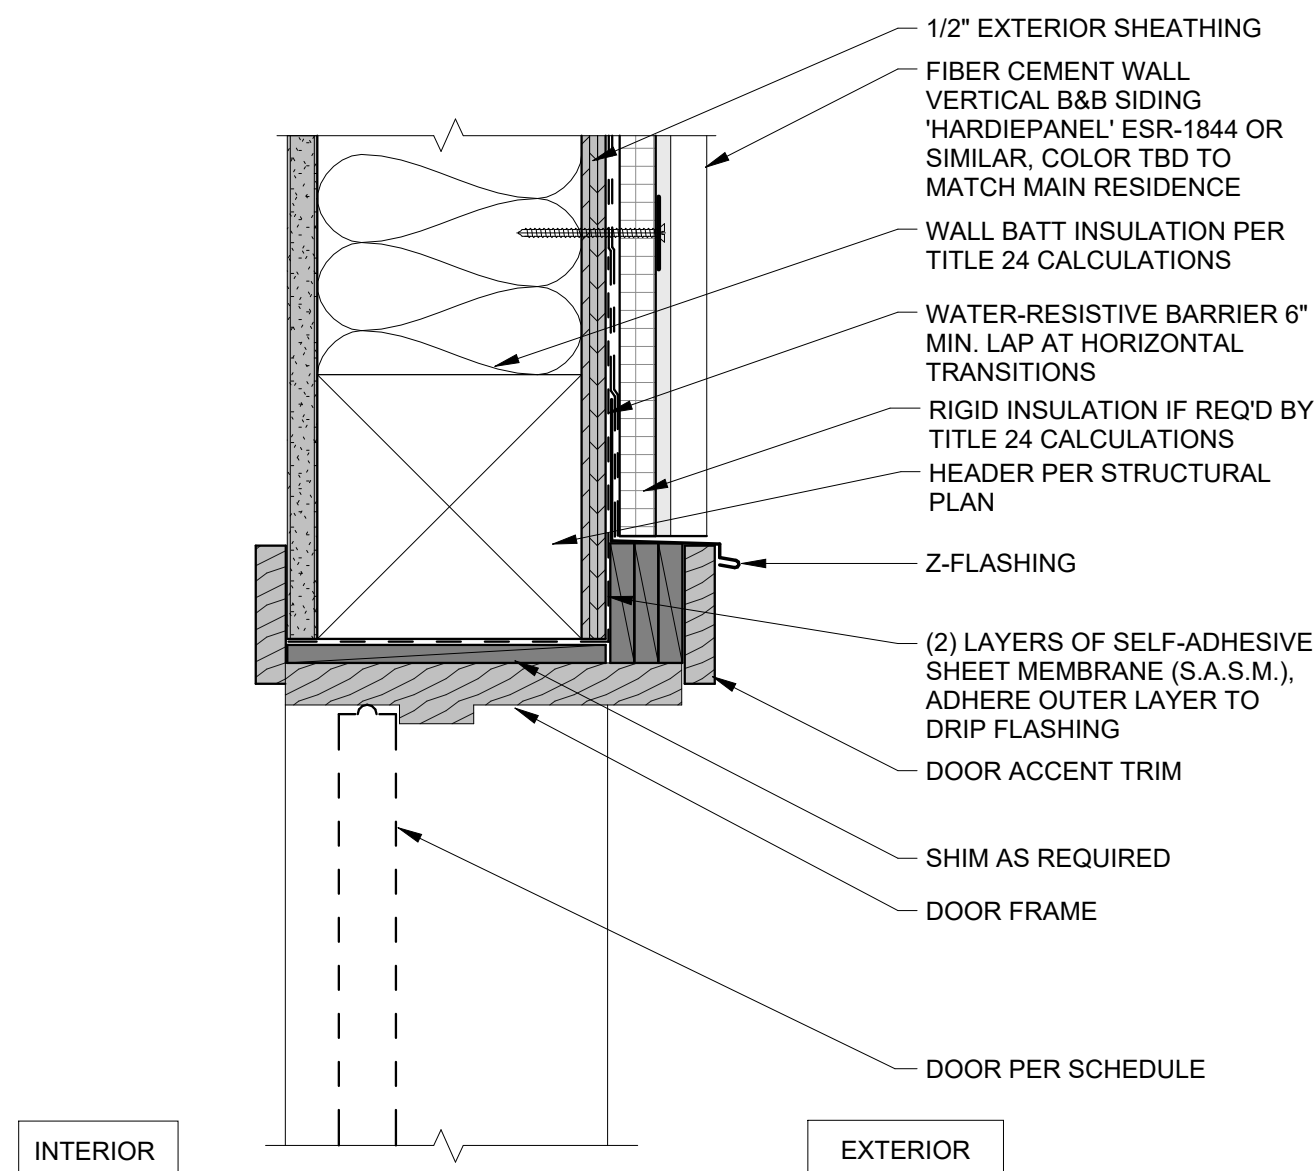 1/2" EXTERIOR SHEATHING
FIBER CEMENT WALL
VERTICAL B&B SIDING
'HARDIEPANEL' ESR-1844 OR
SIMILAR, COLOR TBD TO
MATCH MAIN RESIDENCE
WALL BATT INSULATION PER
TITLE 24 CALCULATIONS
WATER-RESISTIVE BARRIER 6"
MIN. LAP AT HORIZONTAL
TRANSITIONS
RIGID INSULATION IF REQ'D BY
TITLE 24 CALCULATIONS
HEADER PER STRUCTURAL
PLAN
Z-FLASHING
(2) LAYERS OF SELF-ADHESIVE
SHEET MEMBRANE (S.A.S.M.),
ADHERE OUTER LAYER TO
DRIP FLASHING
DOOR ACCENT TRIM
SHIM AS REQUIRED
DOOR FRAME
DOOR PER SCHEDULE
INTERIOR
EXTERIOR